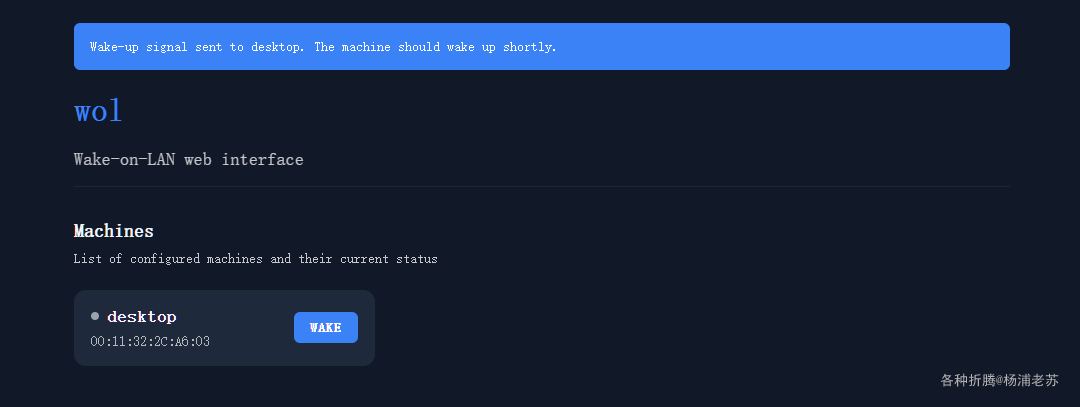 Wake-up signal sent to desktop. The machine should wake up shortly.
wol
Wake-on-LAN web interface
Machines
List of configured machines and their current status
desktop
WAKE
00:11:32:2C:A6:03
各种折腾@杨浦老苏